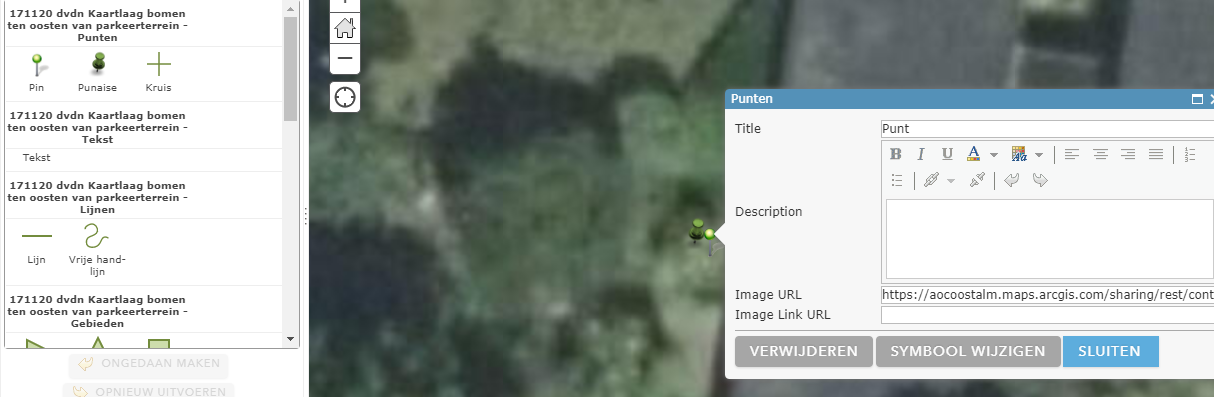 171120 dvdn Kaartlaag bomen
ten oosten van parkeerterrein -
Punten
Pin
Punaise
Kruis
171120 dvdn Kaartlaag bomen
ten oosten van parkeerterrein -
Tekst
Tekst
171120 dvdn Kaartlaag bomen
ten oosten van parkeerterrein -
Lijnen
Lijn
Vrije hand-
lijn
171120 dvdn Kaartlaag bomen
ten oosten van parkeerterrein -
Gebieden
ONGEDAAN MAKEN
OPNIEUW UITVOEREN
Punten
Title
Punt
B I U A Aa
Description
Image URL
https://aocoostalm.maps.arcgis.com/sharing/rest/cont
Image Link URL
VERWIJDEREN
SYMBOOL WIJZIGEN
SLUITEN